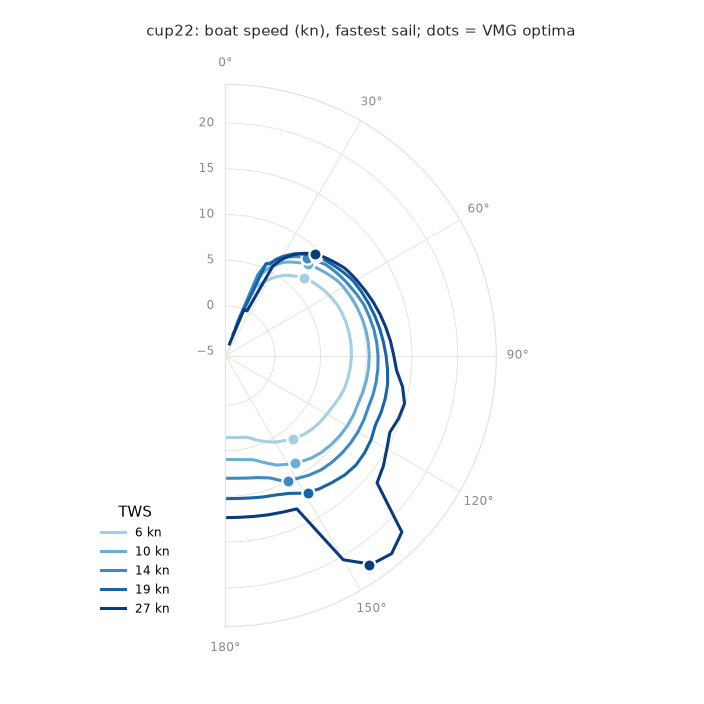 cup22: boat speed (kn), fastest sail; dots = VMG optima
0°
30°
20
15
60°
10
5
0
−5
90°
120°
TWS
6 kn
10 kn
14 kn
19 kn
27 kn
150°
180°